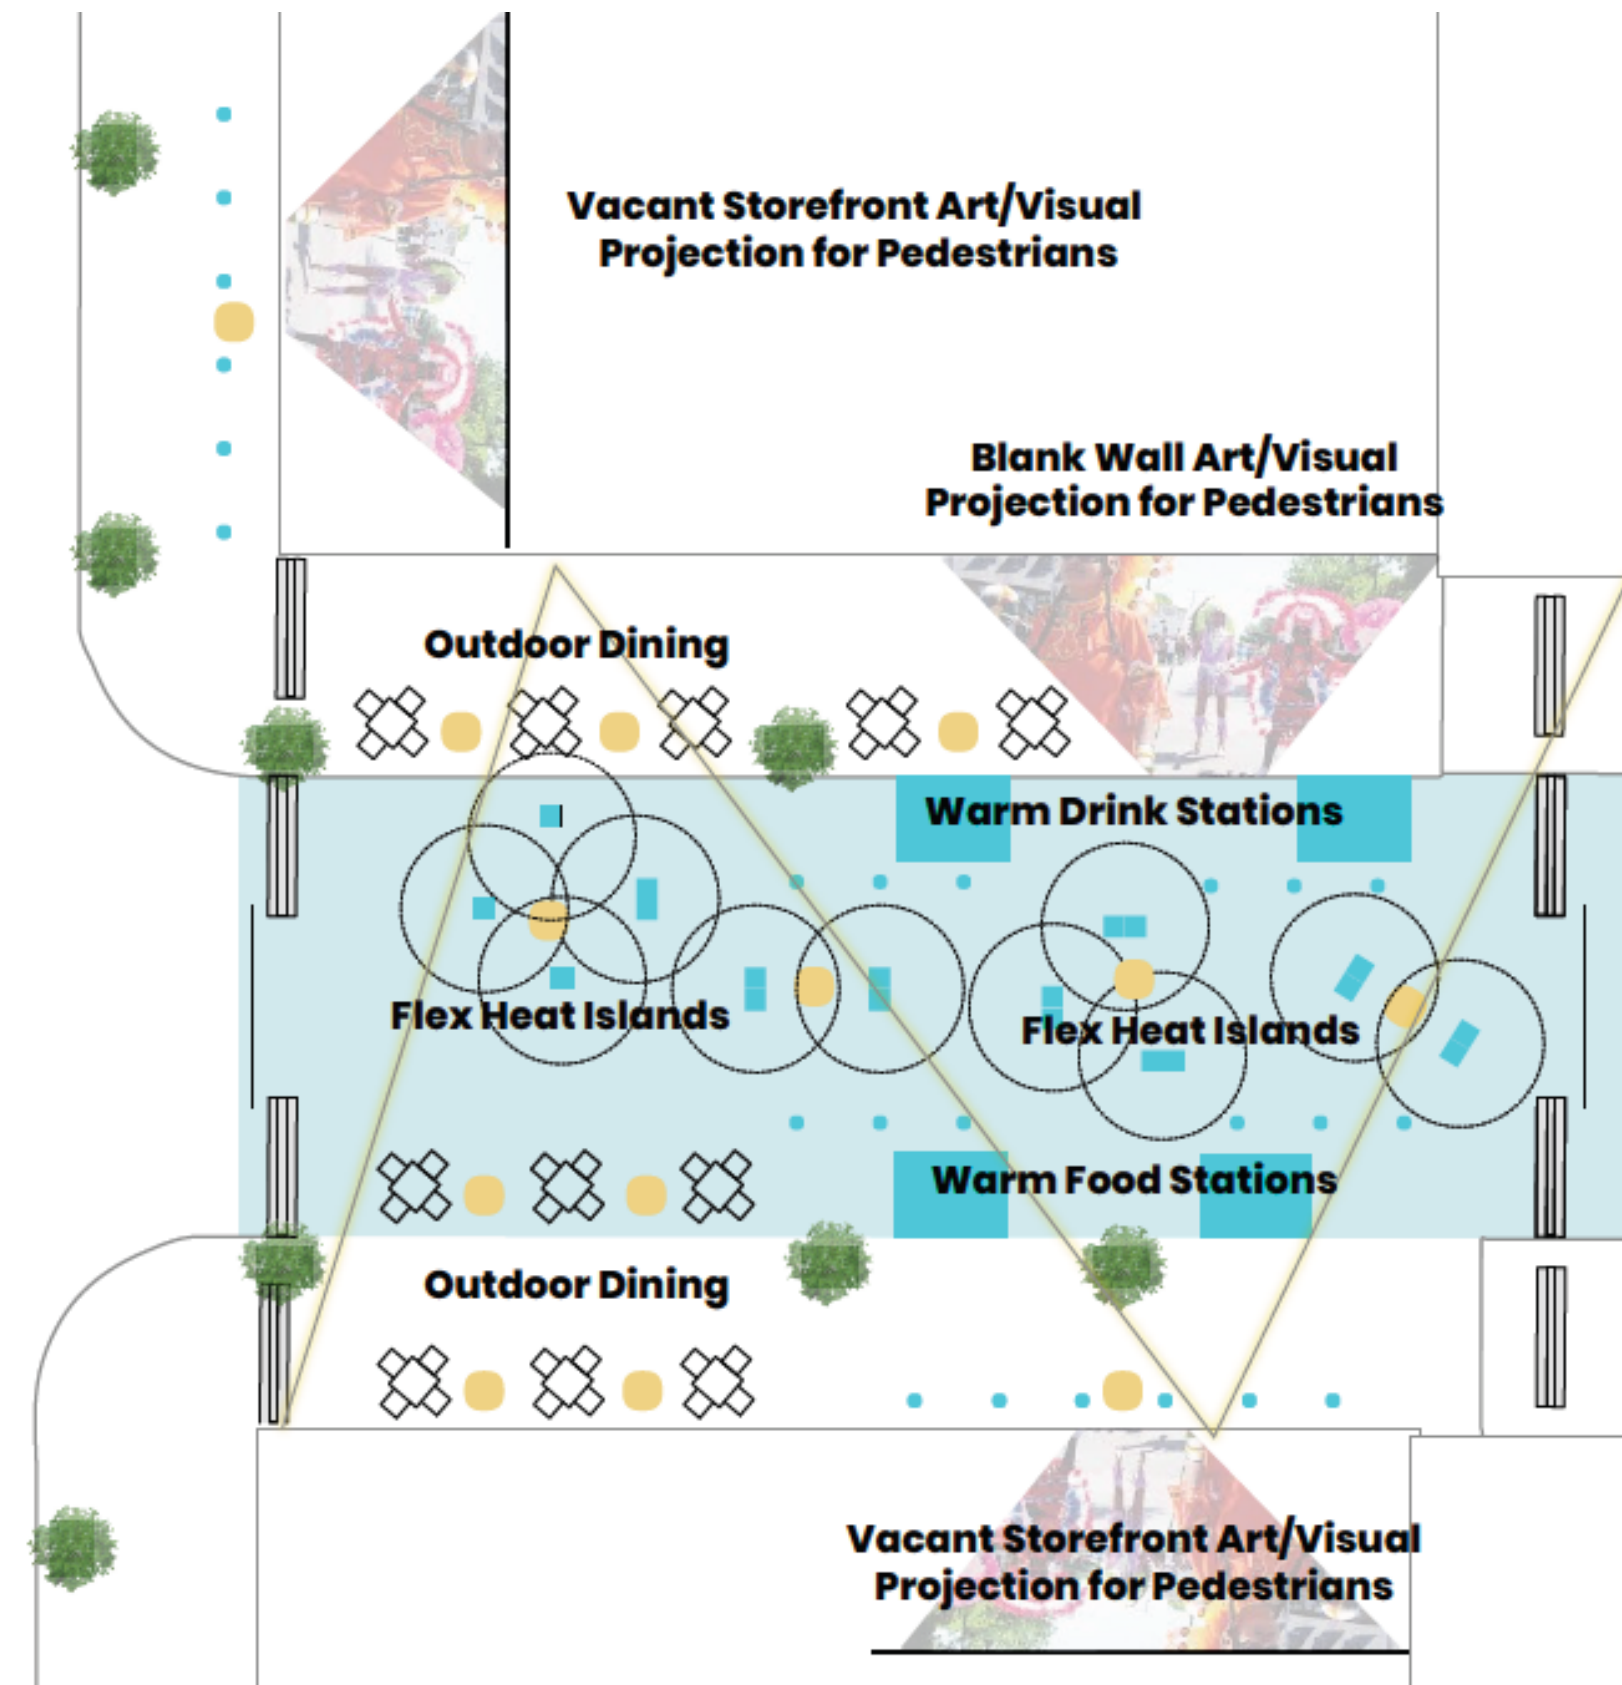 Vacant Storefront Art/Visual
Projection for Pedestrians
Blank Wall Art/Visual
Projection for Pedestrians
Outdoor Dining
Warm Drink Stations
Flex Heat Islands
Flex Heat Islands
Warm Food Stations
Outdoor Dining
Vacant Storefront Art/Visual
Projection for Pedestrians